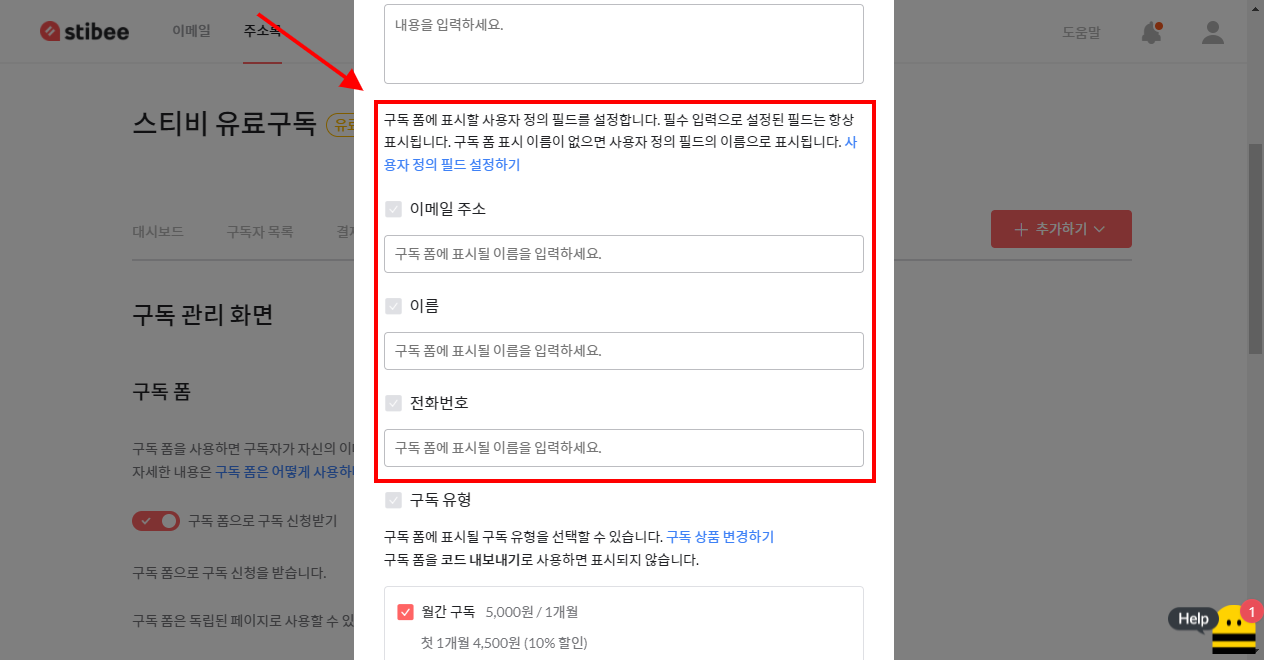 stibee
이메일
주소록
도움말
스티비 유료구독
유료
대시보드
구독자 목록
추가하기
구독 관리 화면
구독 폼
구독 폼을 사용하면 구독자가 자신의
자세한 내용은 구독 폼은 어떻게 사용하
구독 폼으로 구독 신청받기
구독 폼으로 구독 신청을 받습니다.
구독 폼은 독립된 페이지로 사용할 수
내용을 입력하세요.
구독 폼에 표시할 사용자 정의 필드를 설정합니다. 필수 입력으로 설정된 필드는 항상
표시됩니다. 구독 폼 표시 이름이 없으면 사용자 정의 필드의 이름으로 표시됩니다. 사
용자 정의 필드 설정하기
이메일 주소
구독 폼에 표시될 이름을 입력하세요.
이름
구독 폼에 표시될 이름을 입력하세요.
전화번호
구독 폼에 표시될 이름을 입력하세요.
구독 유형
구독 폼에 표시될 구독 유형을 선택할 수 있습니다. 구독 상품 변경하기
구독 폼을 코드 내보내기로 사용하면 표시되지 않습니다.
월간 구독 5,000원 / 1개월
첫 1개월 4,500원 (10% 할인)
Help
1